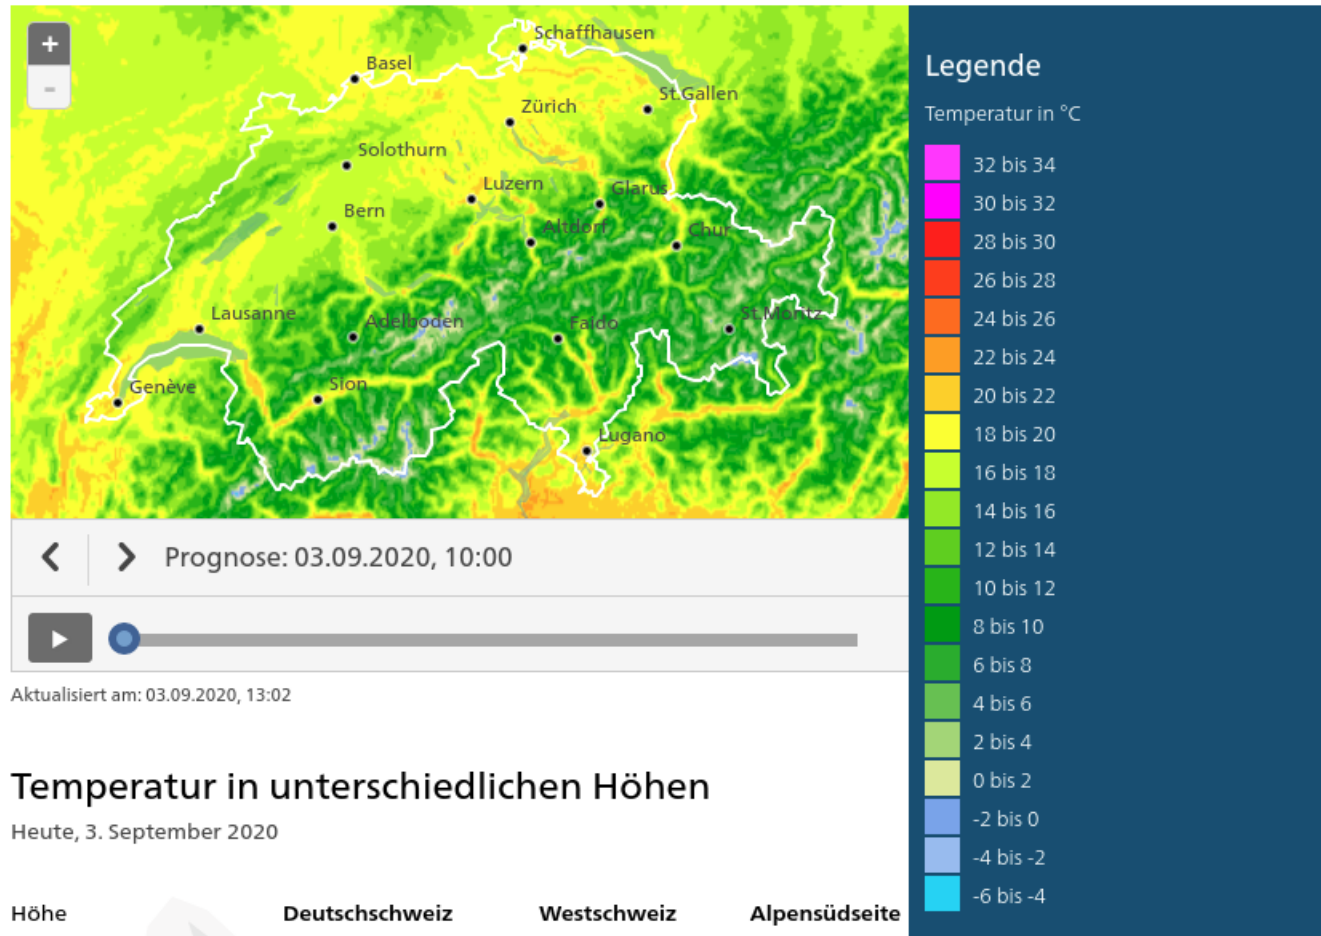 +
-
Schaffhausen
Basel
St.Gallen
Zürich
Solothurn
Luzern
Glarus
Bern
Altdorf
Chur
Lausanne
Adelboden
Faido
St.Moritz
Genève
Sion
Lugano
Prognose: 03.09.2020, 10:00
Aktualisiert am: 03.09.2020, 13:02
Temperatur in unterschiedlichen Höhen
Heute, 3. September 2020
Höhe Deutschschweiz Westschweiz Alpensüdseite
Legende
Temperatur in °C
32 bis 34
30 bis 32
28 bis 30
26 bis 28
24 bis 26
22 bis 24
20 bis 22
18 bis 20
16 bis 18
14 bis 16
12 bis 14
10 bis 12
8 bis 10
6 bis 8
4 bis 6
2 bis 4
0 bis 2
-2 bis 0
-4 bis -2
-6 bis -4